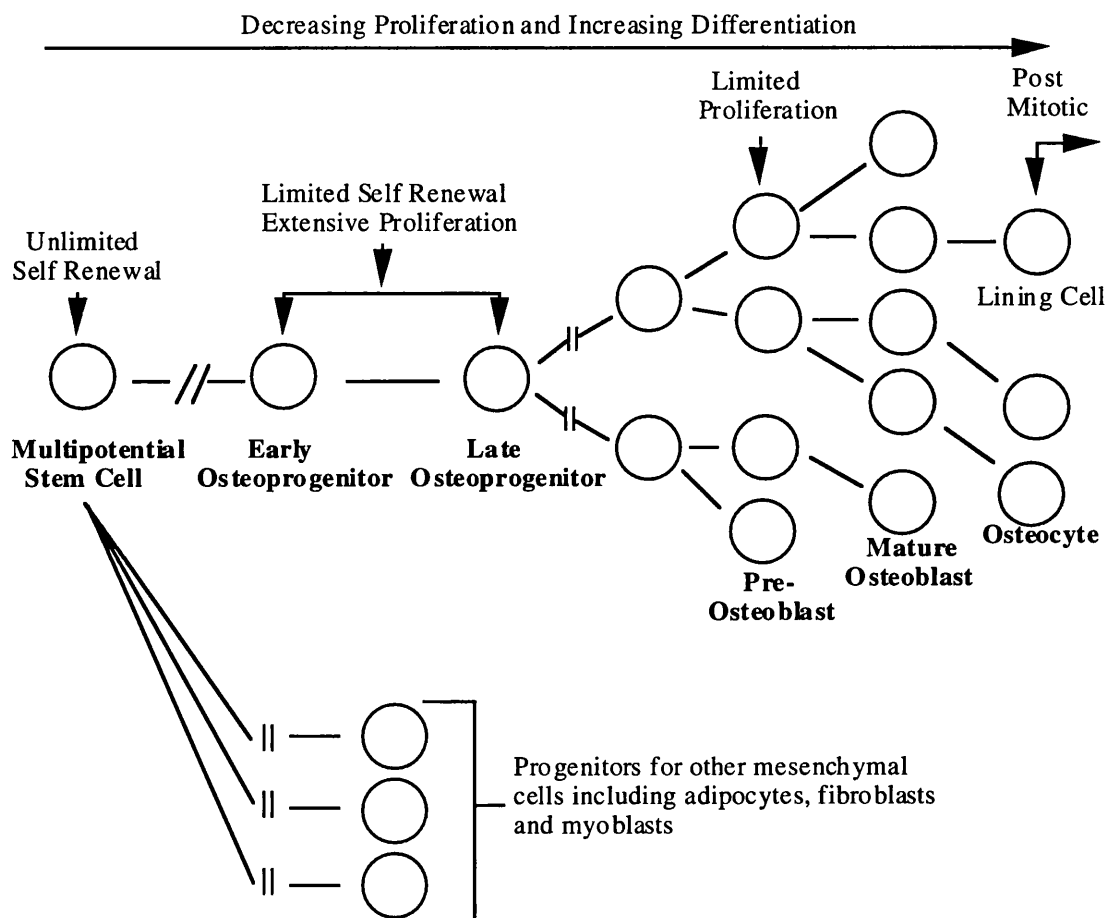 Decreasing Proliferation and Increasing Differentiation
Limited
Proliferation
Post
Mitotic
Limited Self Renewal
Extensive Proliferation
Unlimited
Self Renewal
Lining Cell
Multipotential
Stem Cell
Early
Osteoprogenitor
Late
Osteoprogenitor
Pre-
Osteoblast
Mature
Osteoblast
Osteocyte
Progenitors for other mesenchymal
cells including adipocytes, fibroblasts
and myoblasts